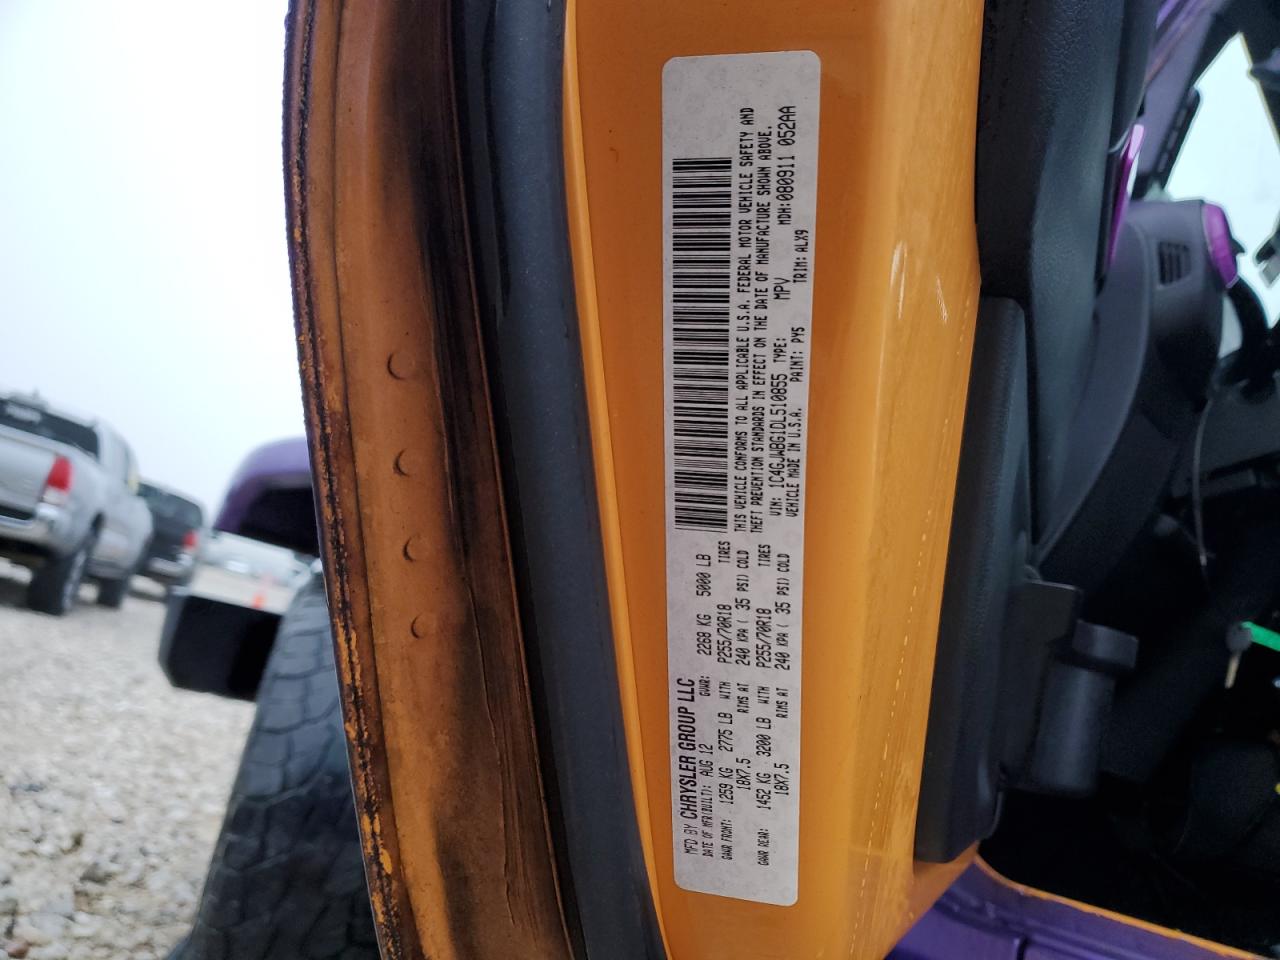 MFD BY CHRYSLER GROUP LLC
DATE OF MFR(BUILT): AUG 12 GVWR: 2268 KG 5000 LB
GAWR FRONT: 1259 KG 2775 LB WITH P255/70R18 TIRES
18X7.5 RIMS AT 240 KPA ( 35 PSI) COLD
GAWR REAR: 1452 KG 3200 LB WITH P255/70R18 TIRES
18X7.5 RIMS AT 240 KPA ( 35 PSI) COLD
THIS VEHICLE CONFORMS TO ALL APPLICABLE U.S.A. FEDERAL MOTOR VEHICLE SAFETY AND
THEFT PREVENTION STANDARDS IN EFFECT ON THE DATE OF MANUFACTURE SHOWN ABOVE.
VIN: 1C4GJWBG1DL510855 TYPE: MPV MDH:080911 052AA
VEHICLE MADE IN U.S.A. PAINT: PYS TRIM: ALX9